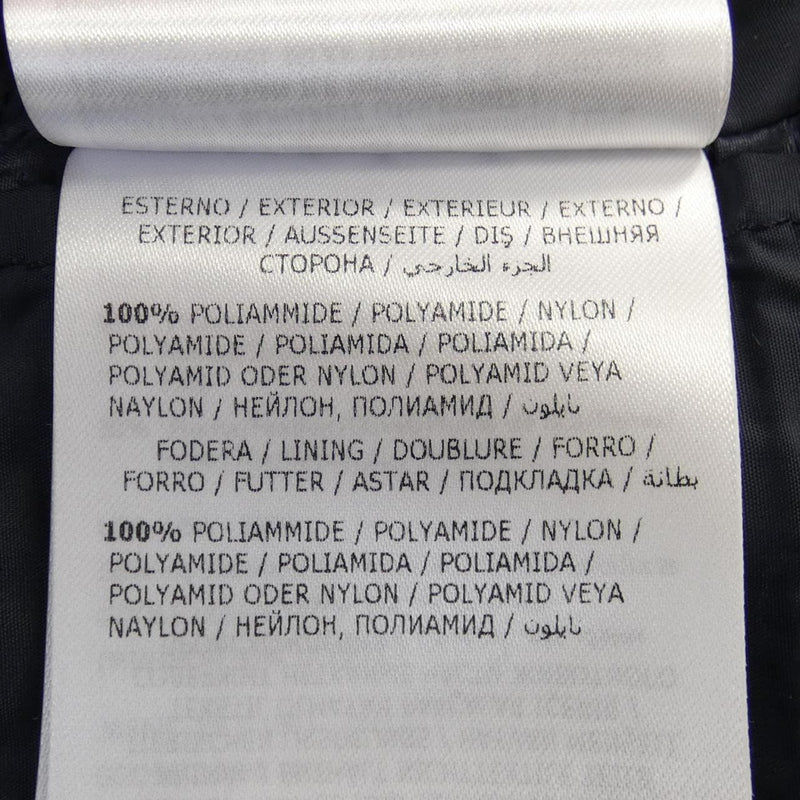 ESTERNO / EXTERIOR / EXTERIEUR / EXTERNO /
EXTERIOR / AUSSENSEITE / DIŞ / ВНЕШНЯЯ
СТОРОНА / الجزء الخارجي
100% POLIAMMIDE / POLYAMIDE / NYLON /
POLYAMIDE / POLIAMIDA / POLIAMIDA /
POLYAMID ODER NYLON / POLYAMID VEYA
NAYLON / НЕЙЛОН, ПОЛИАМИД / نايلون
FODERA / LINING / DOUBLURE / FORRO /
FORRO / FUTTER / ASTAR / ПОДКЛАДКА / بطانة
100% POLIAMMIDE / POLYAMIDE / NYLON /
POLYAMIDE / POLIAMIDA / POLIAMIDA /
POLYAMID ODER NYLON / POLYAMID VEYA
NAYLON / НЕЙЛОН, ПОЛИАМИД / نايلون